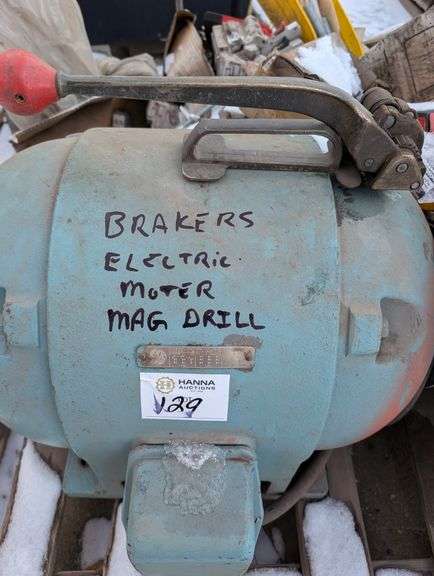 BRAKERS
ELECTRIC
MOTER
MAG DRILL
HANNA
AUCTIONS
129